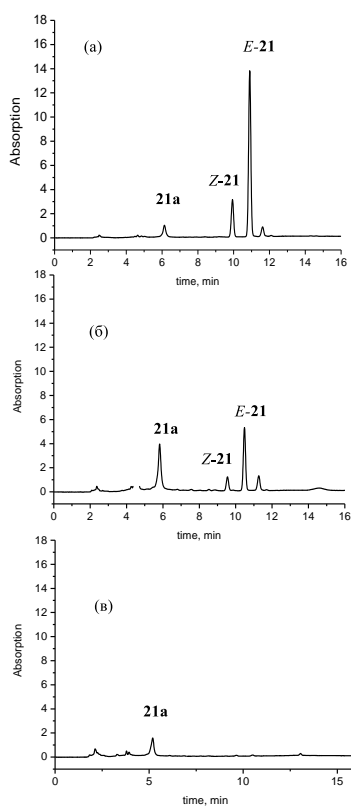 18
(a)
E-21
16
14
12
10
8
Z-21
6
21a
4
2
0
Absorption
0 2 4 6 8 10 12 14 16
time, min
18
(б)
16
14
12
10
8
E-21
21a
6
Z-21
4
2
0
Absorption
0 2 4 6 8 10 12 14 16
time, min
18
16
14
(в)
12
10
8
6
4
21a
2
0
Absorption
0 5 10 15
time, min